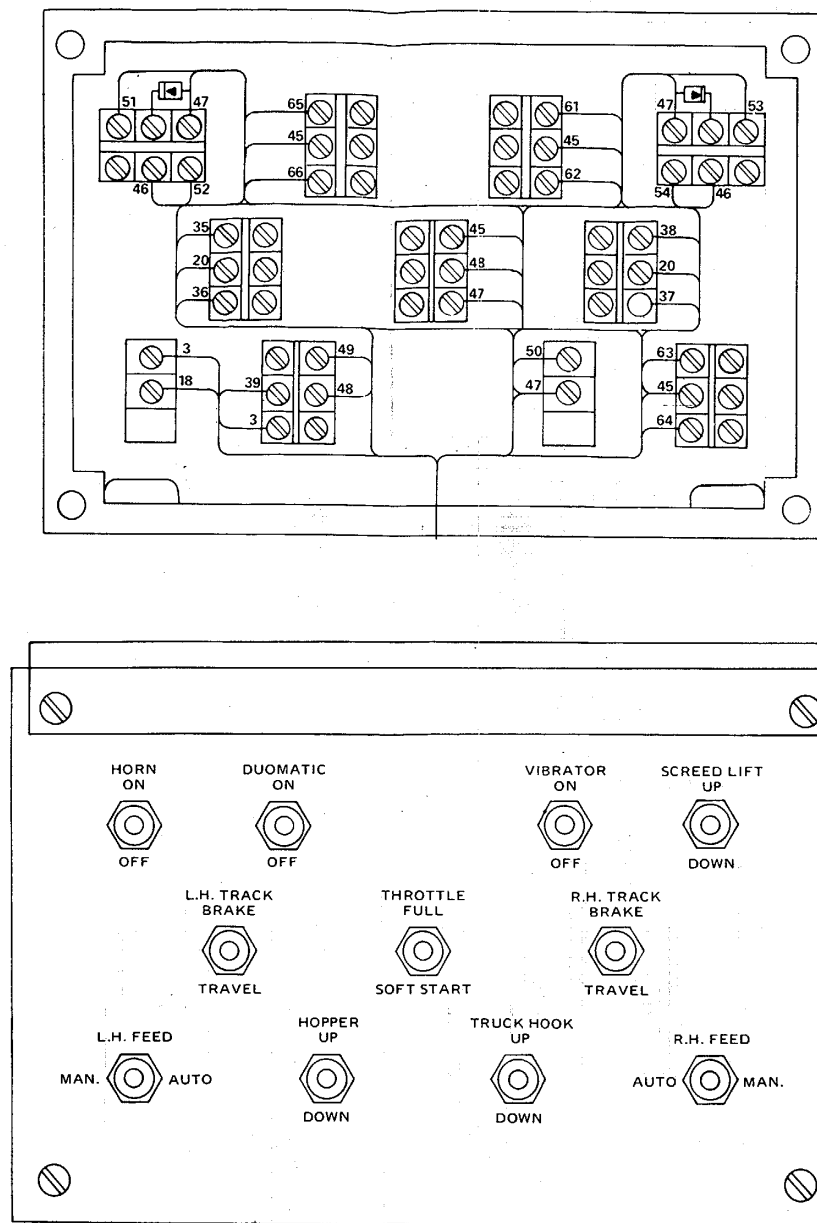 51 47 65 61 47 53
45 45
46 52 66 62 54 46
35 45 38
20 48 20
36 47 37
3 49 50 63
18 39 48 47 45
3 64
HORN
ON
OFF
DUOMATIC
ON
OFF
VIBRATOR
ON
OFF
SCREED LIFT
UP
DOWN
L.H. TRACK
BRAKE
TRAVEL
THROTTLE
FULL
SOFT START
R.H. TRACK
BRAKE
TRAVEL
L.H. FEED
MAN. AUTO
HOPPER
UP
DOWN
TRUCK HOOK
UP
DOWN
R.H. FEED
AUTO MAN.